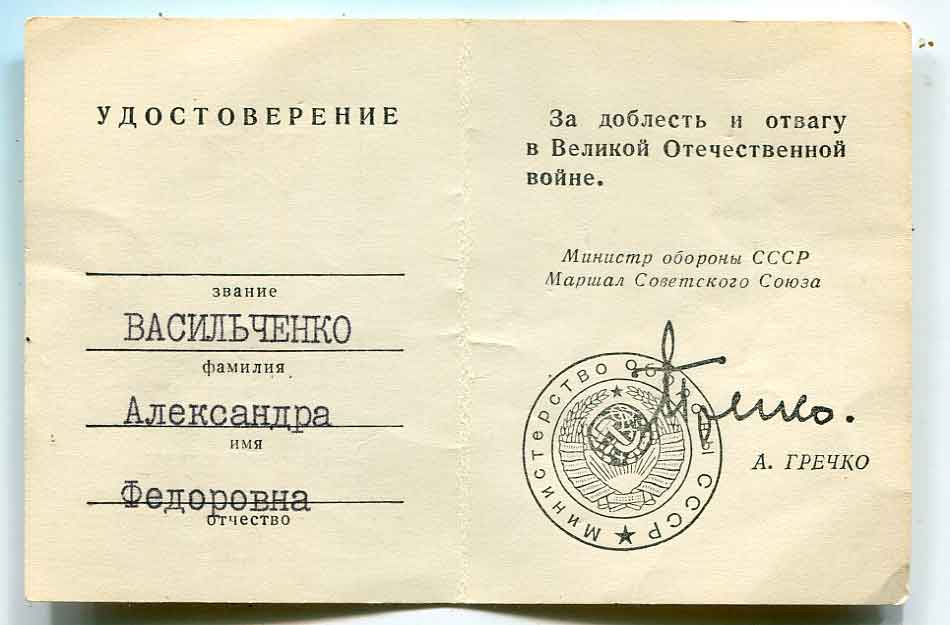 УДОСТОВЕРЕНИЕ
звание
ВАСИЛЬЧЕНКО
фамилия
Александра
имя
Федоровна
отчество
За доблесть и отвагу
в Великой Отечественной
войне.
Министр обороны СССР
Маршал Советского Союза
Министерство Обороны СССР
Гречко.
А. ГРЕЧКО